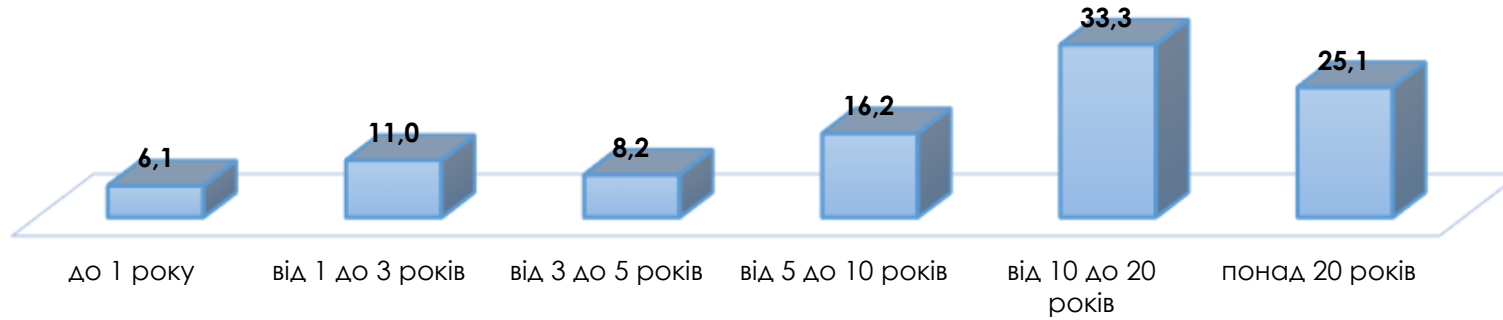 33,3
25,1
16,2
11,0
8,2
6,1
до 1 року
від 1 до 3 років
від 3 до 5 років
від 5 до 10 років
від 10 до 20
років
понад 20 років